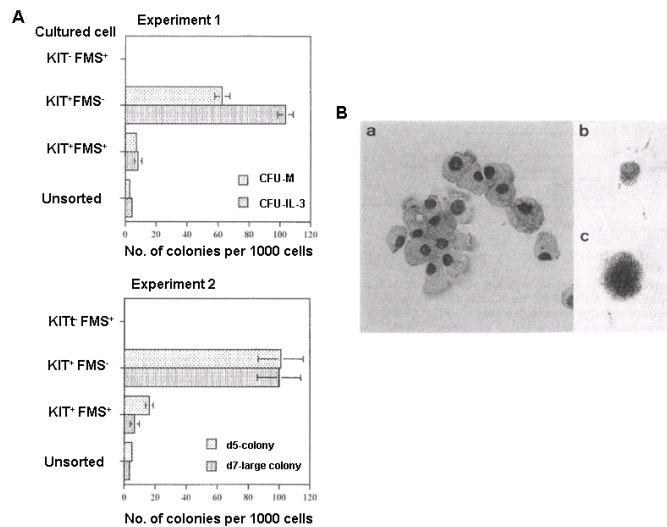 A
Experiment 1
Cultured cell
KIT- FMS+
KIT+FMS-
KIT+FMS+
Unsorted
CFU-M
CFU-IL-3
0 20 40 60 80 100 120
No. of colonies per 1000 cells
Experiment 2
KITt- FMS+
KIT+ FMS-
KIT+ FMS+
Unsorted
d5-colony
d7-large colony
0 20 40 60 80 100 120
No. of colonies per 1000 cells
B
a
b
c